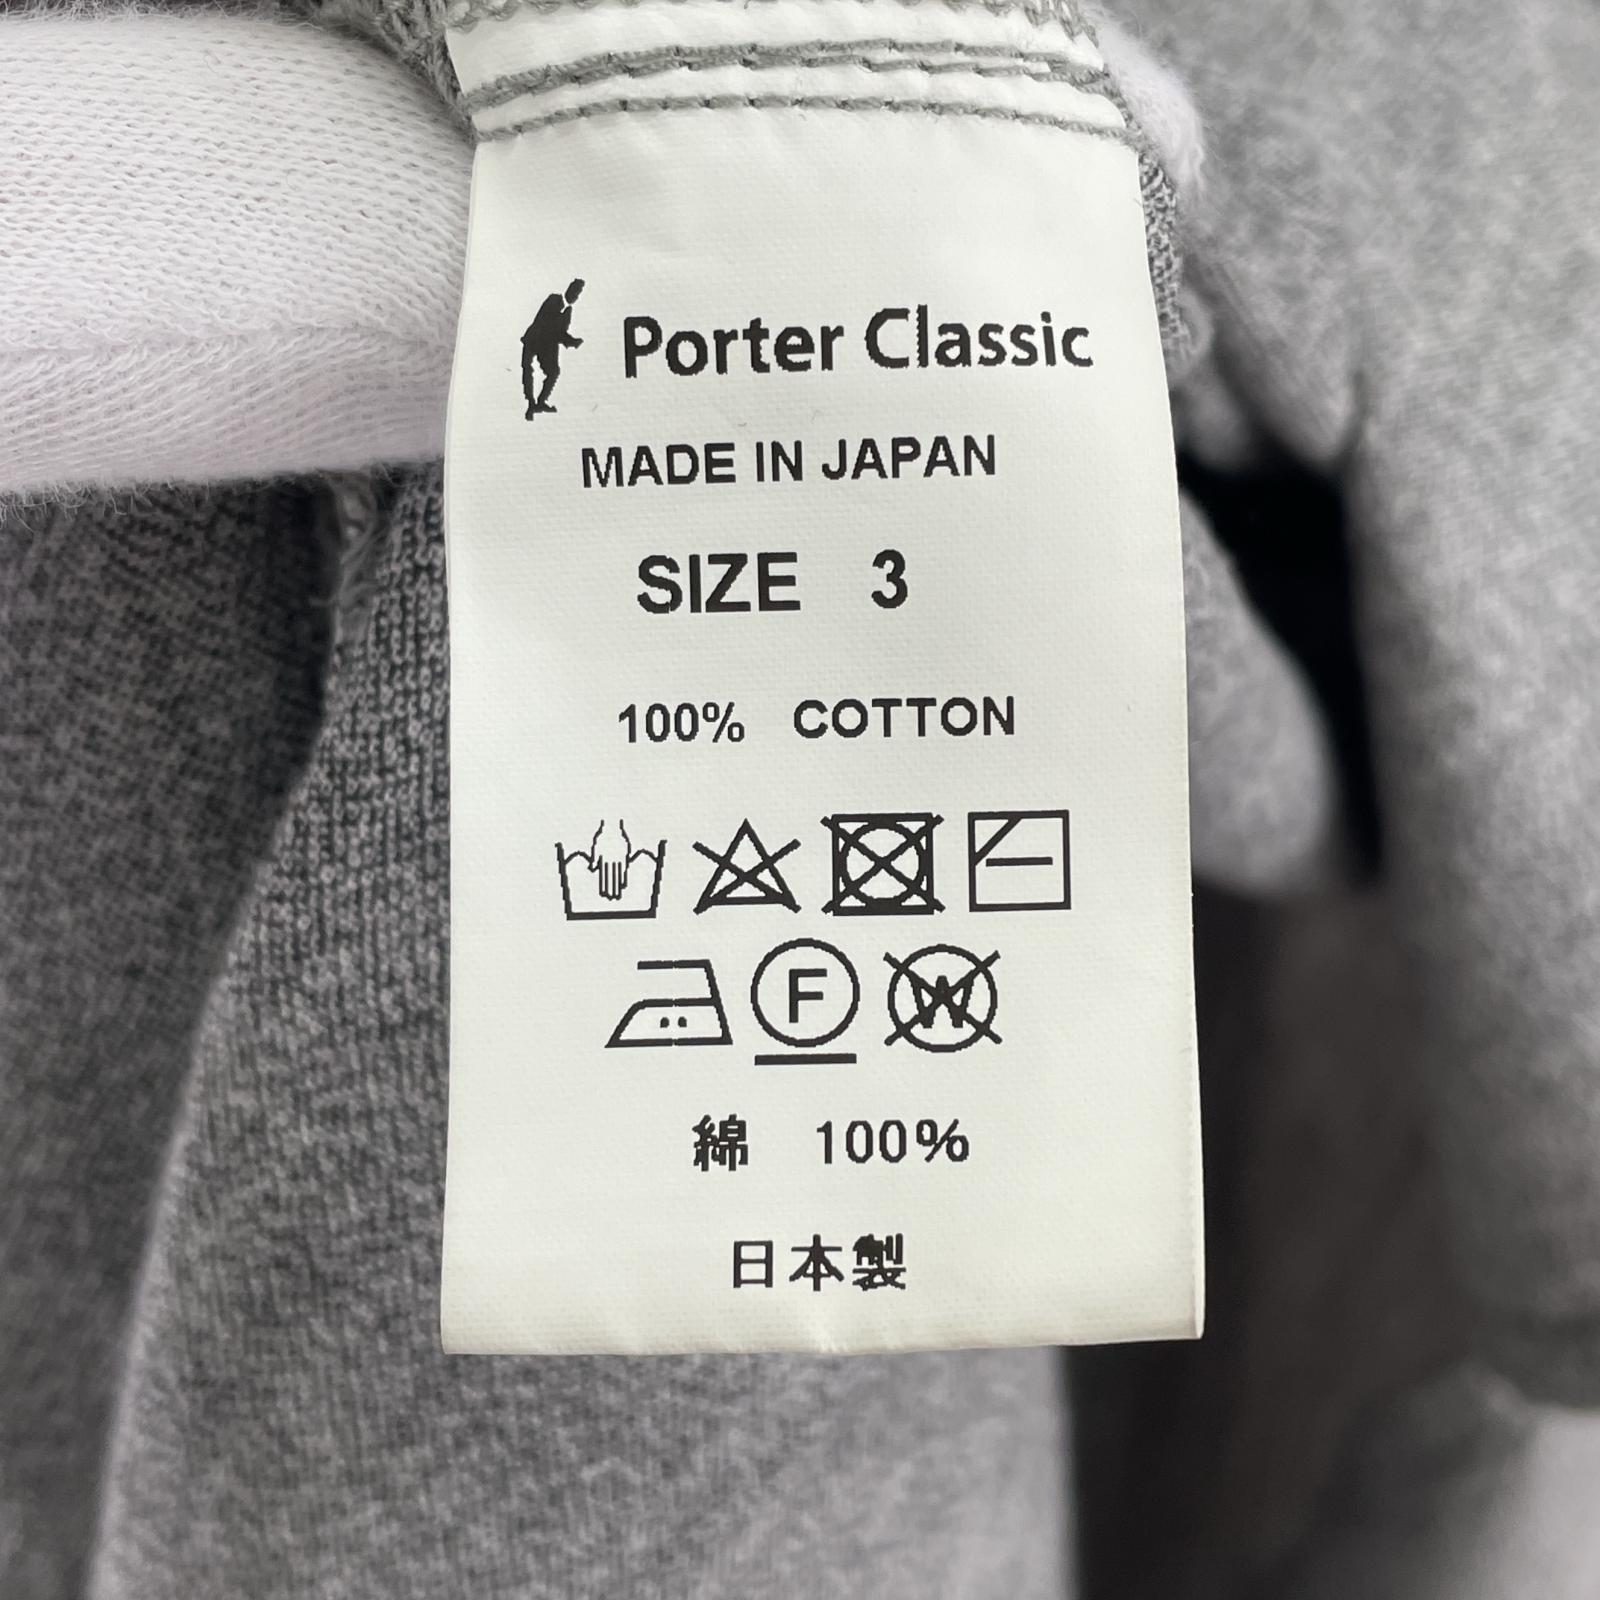 Porter Classic
MADE IN JAPAN
SIZE 3
100% COTTON
F W
綿 100%
日本製